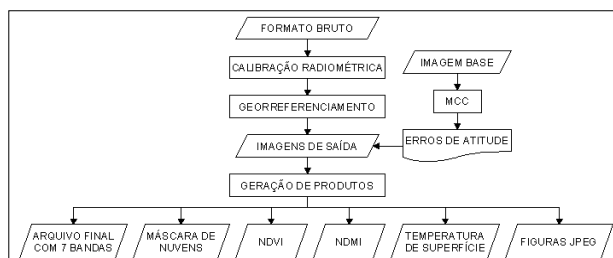 FORMATO BRUTO
CALIBRAÇÃO RADIOMÉTRICA
IMAGEM BASE
GEORREFERENCIAMENTO
MCC
IMAGENS DE SAÍDA
ERROS DE ATITUDE
GERAÇÃO DE PRODUTOS
ARQUIVO FINAL
COM 7 BANDAS
MÁSCARA DE
NUVENS
NDVI
NDMI
TEMPERATURA
DE SUPERFÍCIE
FIGURAS JPEG